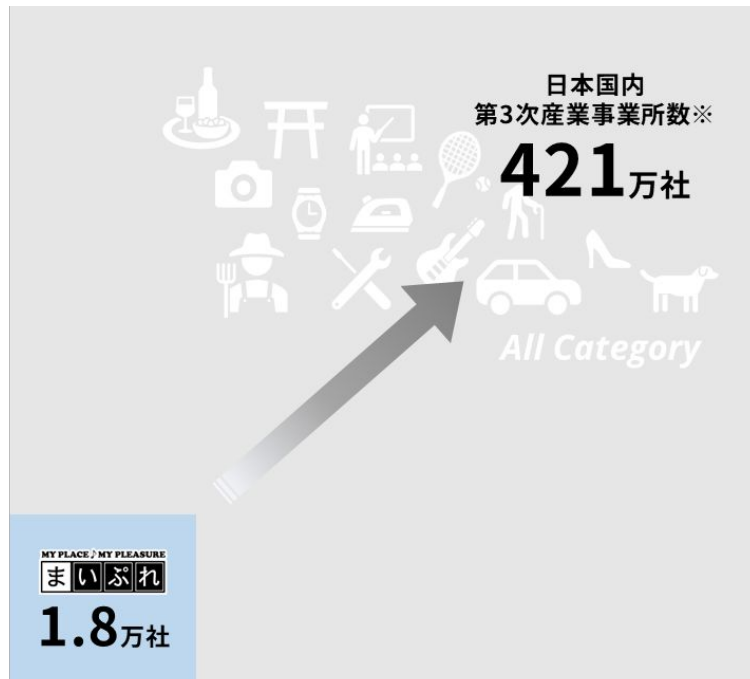 日本国内
第3次産業事業所数※
421万社
All Category
MY PLACE♪MY PLEASURE
まいぷれ
1.8万社